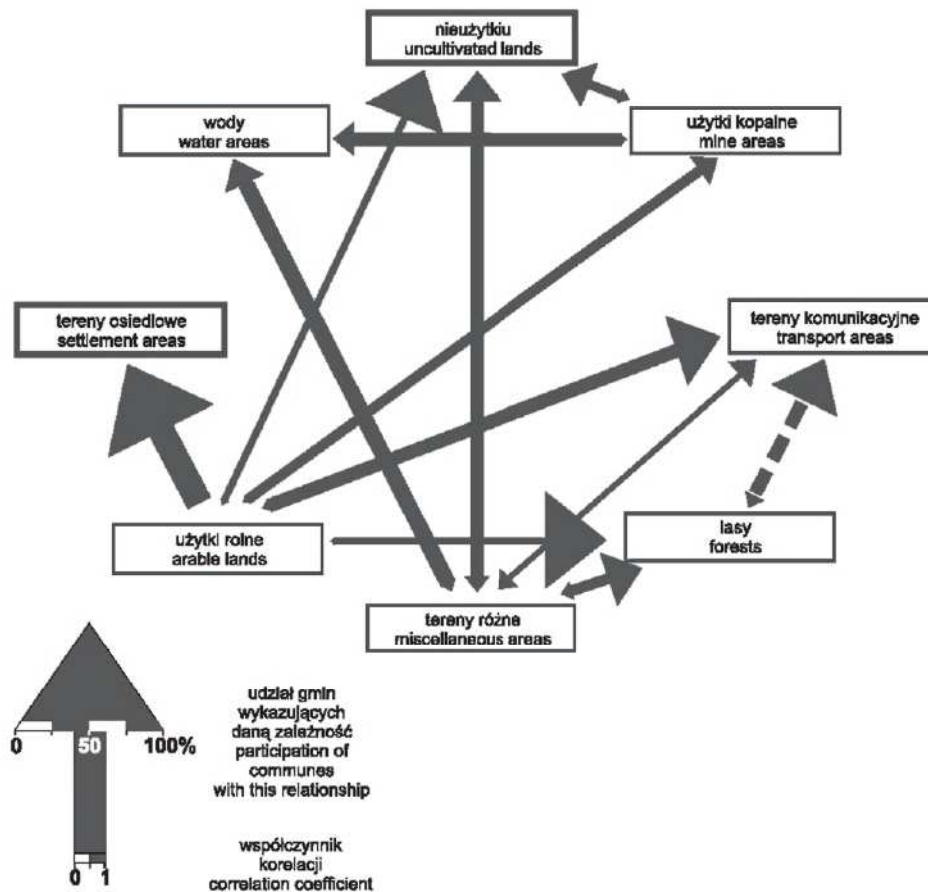 nieużytkiu
uncultivated lands
wody
water areas
użytki kopalne
mine areas
tereny osiedlowe
settlement areas
tereny komunikacyjne
transport areas
użytki rolne
arable lands
lasy
forests
tereny różne
miscellaneous areas
0 50 100%
udział gmin
wykazujących
daną zależność
participation of
communes
with this relationship
0 1
współczynnik
korelacji
correlation coefficient